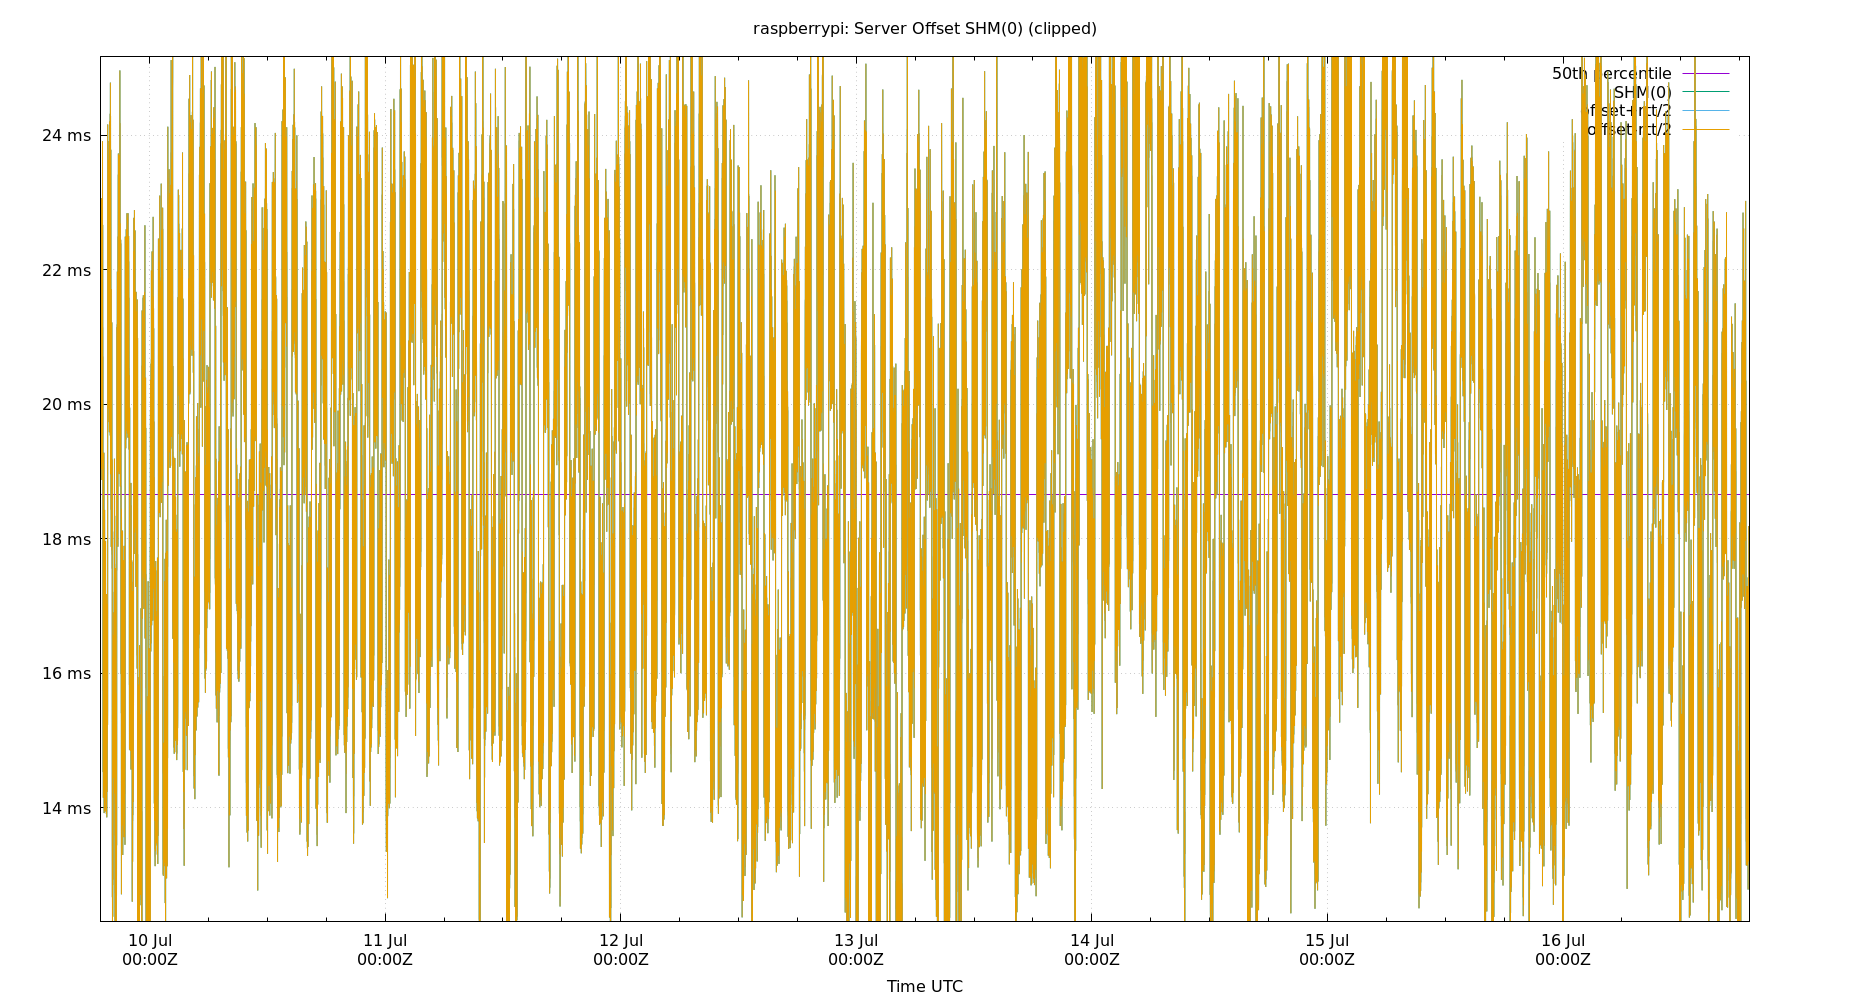 raspberrypi: Server Offset SHM(0) (clipped)
50th percentile
SHM(0)
offset+rtt/2
offset-rtt/2
24 ms
22 ms
20 ms
18 ms
16 ms
14 ms
10 Jul 11 Jul 12 Jul 13 Jul 14 Jul 15 Jul 16 Jul
00:00Z 00:00Z 00:00Z 00:00Z 00:00Z 00:00Z 00:00Z
Time UTC